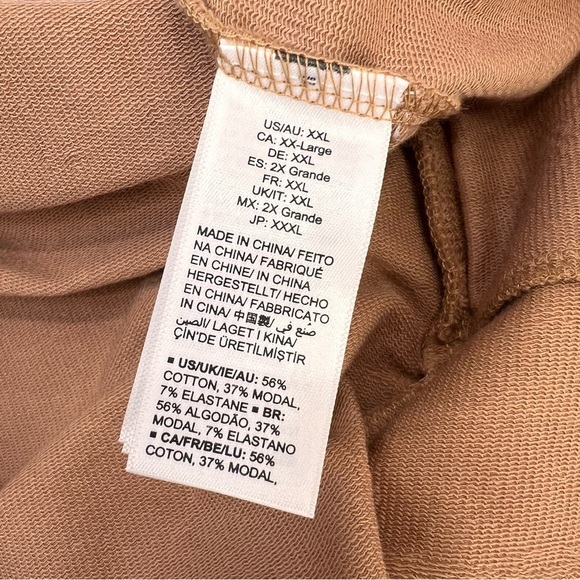 US/AU: XXL
CA: XX-Large
DE: XXL
ES: 2X Grande
FR: XXL
UK/IT: XXL
MX: 2X Grande
JP: XXXL
MADE IN CHINA/ FEITO
NA CHINA/ FABRIQUÉ
EN CHINE/ IN CHINA
HERGESTELLT/ HECHO
EN CHINA/ FABBRICATO
IN CINA/ 中国製/ صُنع في
الصين/ LAGET I KINA/
ÇİN'DE ÜRETİLMİŞTİR
■ US/UK/IE/AU: 56%
COTTON, 37% MODAL,
7% ELASTANE ■ BR:
56% ALGODÃO, 37%
MODAL, 7% ELASTANO
■ CA/FR/BE/LU: 56%
COTON, 37% MODAL,